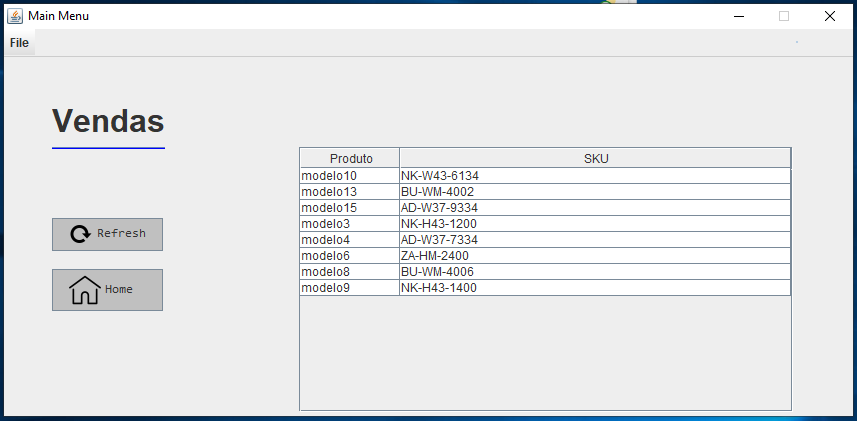 Main Menu
File
Vendas
Produto SKU
modelo10 NK-W43-6134
modelo13 BU-WM-4002
modelo15 AD-W37-9334
modelo3 NK-H43-1200
modelo4 AD-W37-7334
modelo6 ZA-HM-2400
modelo8 BU-WM-4006
modelo9 NK-H43-1400
Refresh
Home